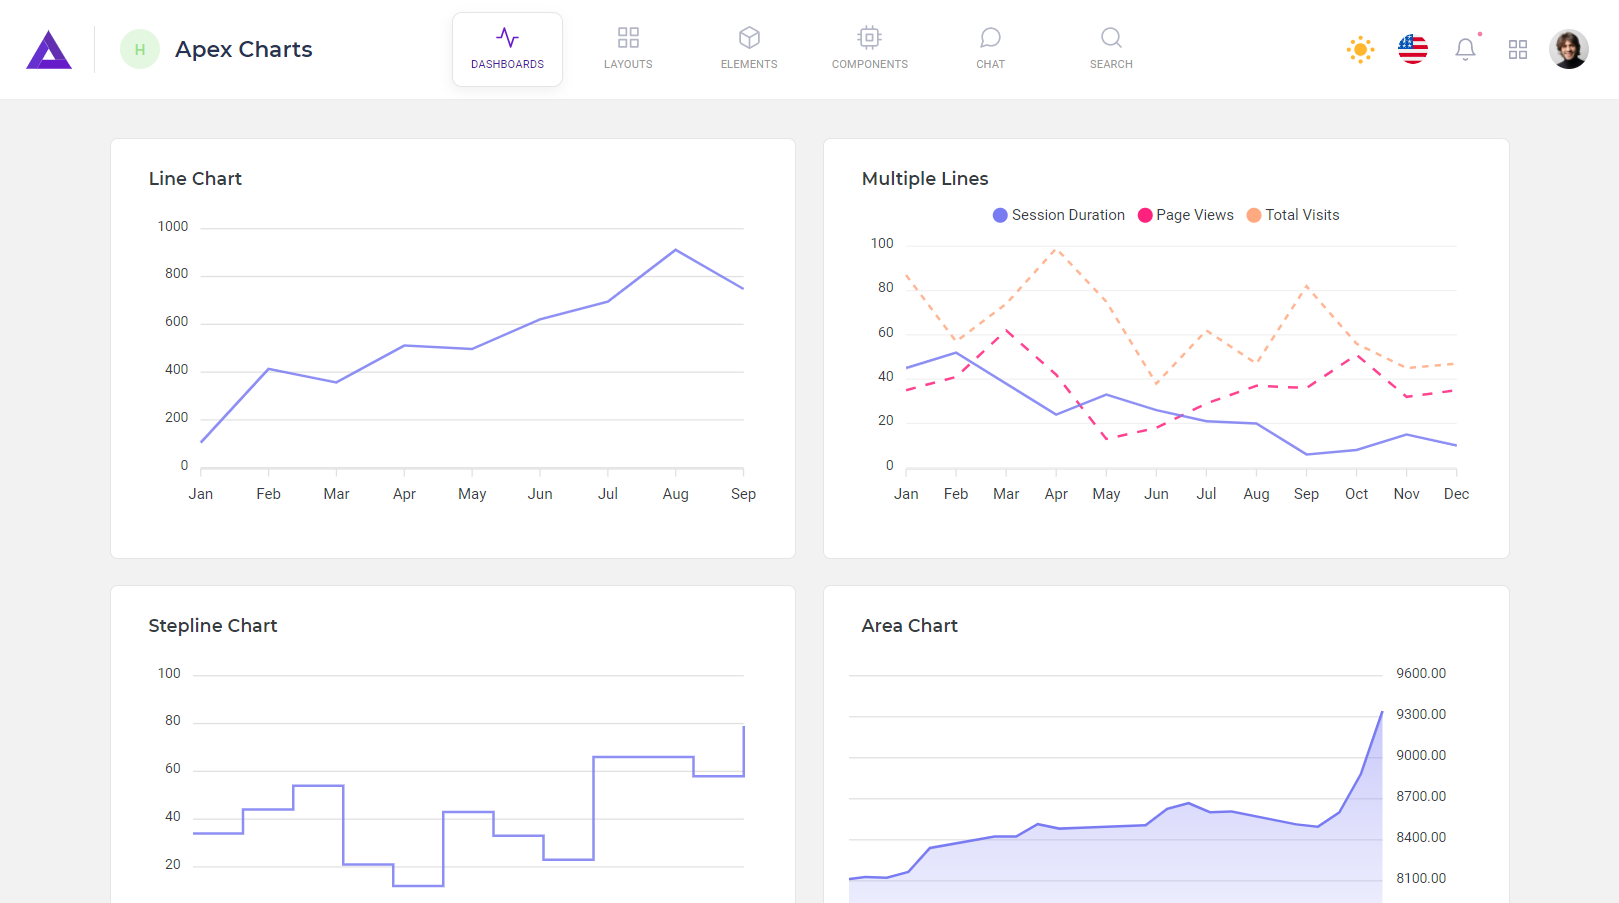 H
Apex Charts
DASHBOARDS
LAYOUTS
ELEMENTS
COMPONENTS
CHAT
SEARCH
Line Chart
1000
800
600
400
200
0
Jan Feb Mar Apr May Jun Jul Aug Sep
Multiple Lines
Session Duration Page Views Total Visits
100
80
60
40
20
0
Jan Feb Mar Apr May Jun Jul Aug Sep Oct Nov Dec
Stepline Chart
100
80
60
40
20
Area Chart
9600.00
9300.00
9000.00
8700.00
8400.00
8100.00